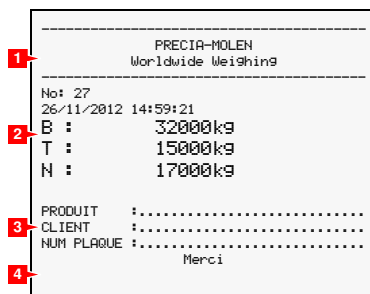 ----------------------------------------
PRECIA-MOLEN
1
Worldwide Weighing
----------------------------------------
No: 27
26/11/2012 14:59:21
B : 32000kg
2
T : 15000kg
N : 17000kg
PRODUIT :............................
3 CLIENT :............................
NUM PLAQUE :............................
Merci
4